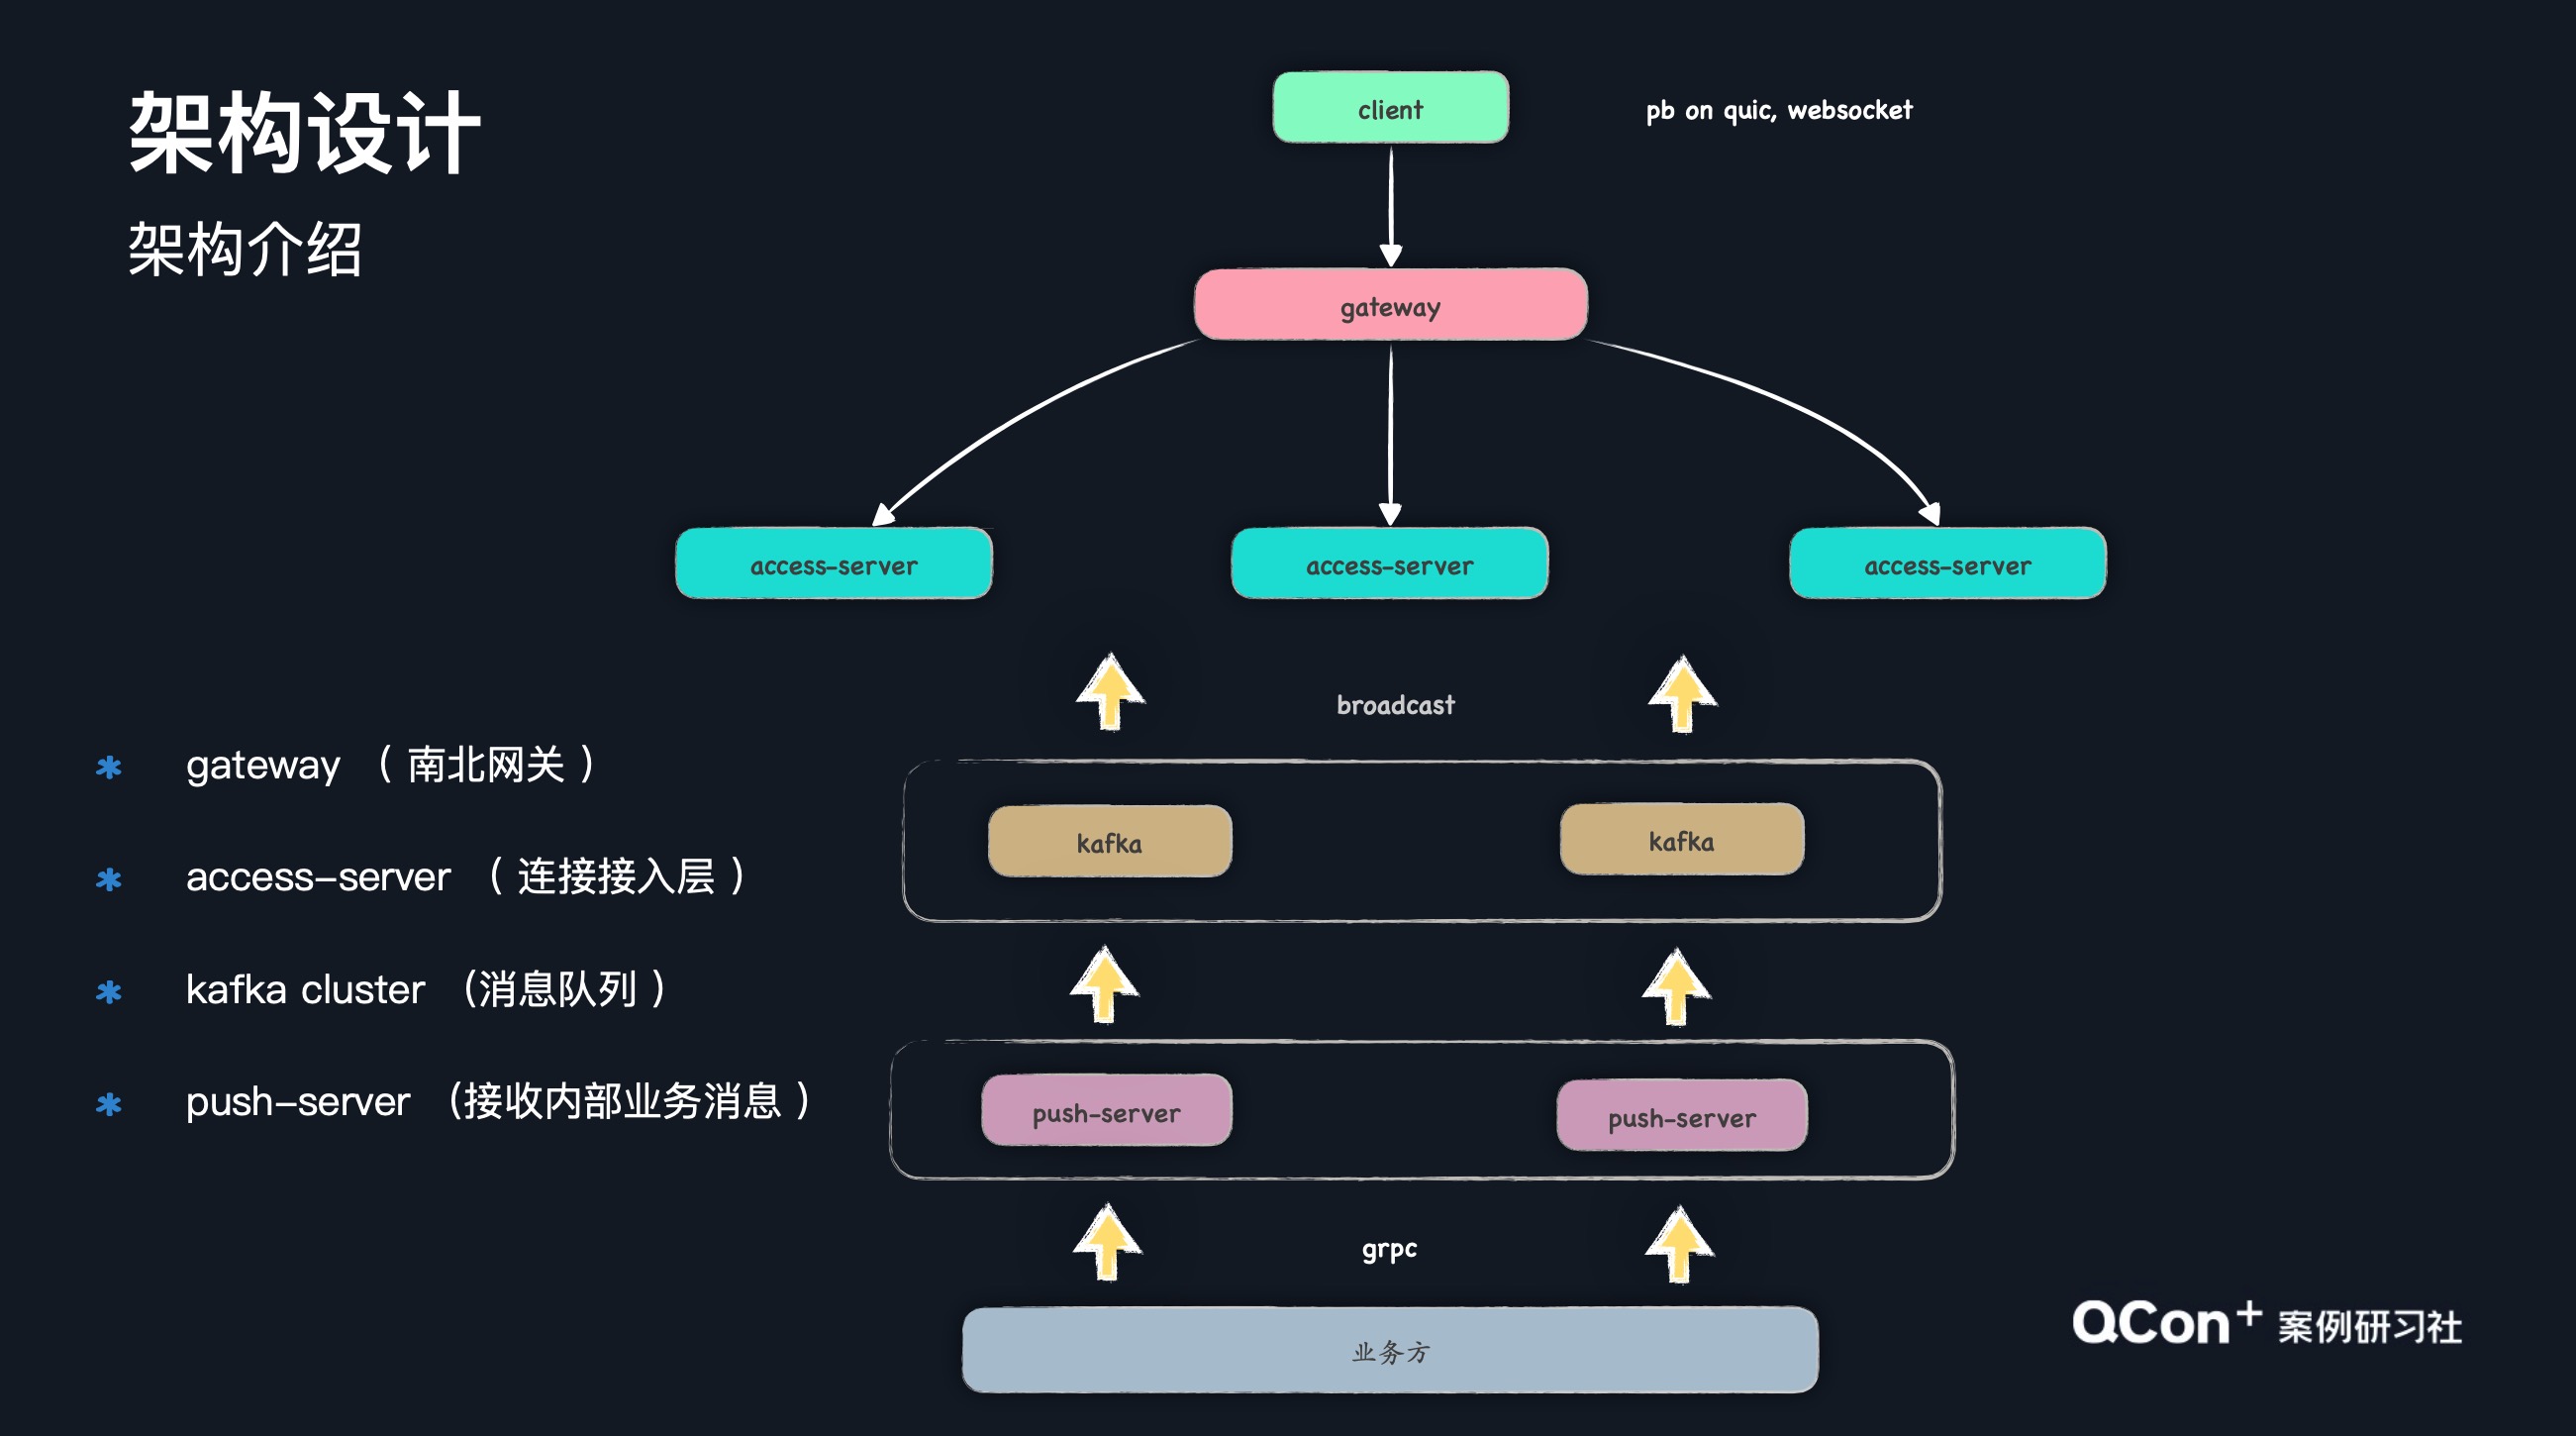 架构设计
架构介绍
client
pb on quic, websocket
gateway
access-server
access-server
access-server
broadcast
kafka
kafka
push-server
push-server
grpc
业务方
gateway （ 南北网关 ）
access-server （ 连接接入层 ）
kafka cluster （消息队列 ）
push-server （接收内部业务消息 ）
QCon+ 案例研习社